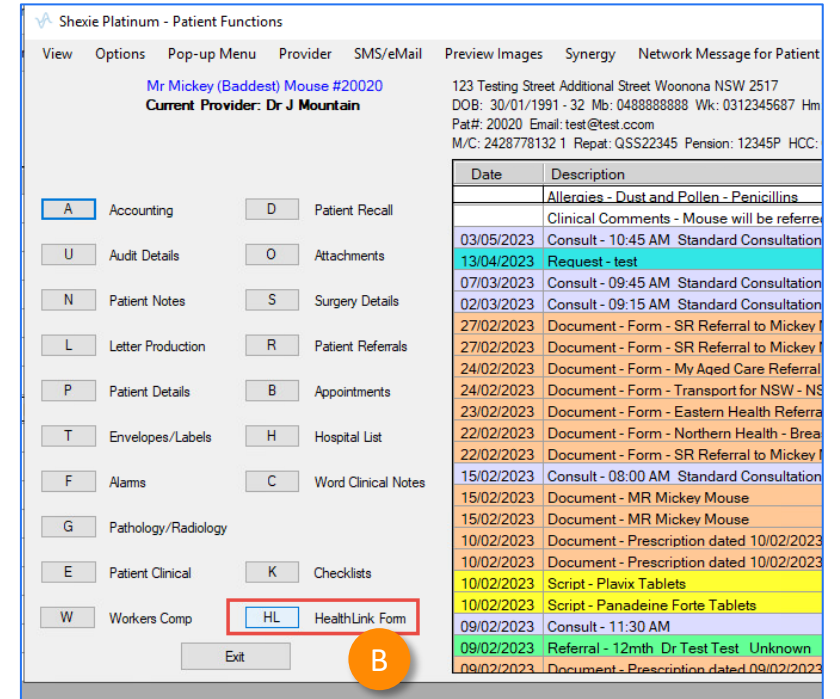 Shexie Platinum - Patient Functions
View Options Pop-up Menu Provider SMS/eMail Preview Images Synergy Network Message for Patient
Mr Mickey (Baddest) Mouse #20020
Current Provider: Dr J Mountain
123 Testing Street Additional Street Woonona NSW 2517
DOB: 30/01/1991 - 32 Mb: 0488888888 Wk: 0312345687 Hm
Pat#: 20020 Email: test@test.ccom
M/C: 2428778132 1 Repat: QSS22345 Pension: 12345P HCC:
A Accounting
D Patient Recall
U Audit Details
O Attachments
N Patient Notes
S Surgery Details
L Letter Production
R Patient Referrals
P Patient Details
B Appointments
T Envelopes/Labels
H Hospital List
F Alarms
C Word Clinical Notes
G Pathology/Radiology
E Patient Clinical
K Checklists
W Workers Comp
HL HealthLink Form
Exit
B
Date Description
Allergies - Dust and Pollen - Penicillins
Clinical Comments - Mouse will be referre
03/05/2023 Consult - 10:45 AM Standard Consultation
13/04/2023 Request - test
07/03/2023 Consult - 09:45 AM Standard Consultation
02/03/2023 Consult - 09:15 AM Standard Consultation
27/02/2023 Document - Form - SR Referral to Mickey
27/02/2023 Document - Form - SR Referral to Mickey
24/02/2023 Document - Form - My Aged Care Referral
24/02/2023 Document - Form - Transport for NSW - NS
23/02/2023 Document - Form - Eastern Health Referra
22/02/2023 Document - Form - Northern Health - Brea
22/02/2023 Document - Form - SR Referral to Mickey
15/02/2023 Consult - 08:00 AM Standard Consultation
15/02/2023 Document - MR Mickey Mouse
15/02/2023 Document - MR Mickey Mouse
10/02/2023 Document - Prescription dated 10/02/2023
10/02/2023 Document - Prescription dated 10/02/2023
10/02/2023 Script - Plavix Tablets
10/02/2023 Script - Panadeine Forte Tablets
09/02/2023 Consult - 11:30 AM
09/02/2023 Referral - 12mth Dr Test Test Unknown
09/02/2023 Document - Prescription dated 09/02/2023